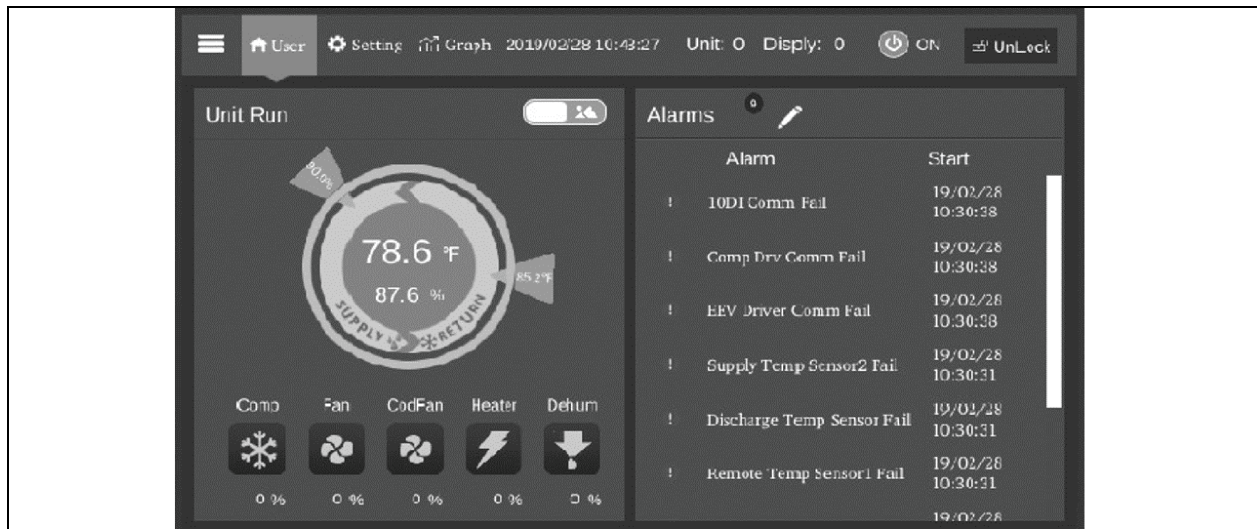 User Setting Graph 2019/02/28 10:43:27 Unit: 0 Disply: 0 ON UnLock
Unit Run
90.0%
78.6 °F
87.6 %
85.2°F
SUPPLY RETURN
Comp Fan CodFan Heater Dehum
0 % 0 % 0 % 0 % 0 %
Alarms 0
Alarm Start
! 10DI Comm Fail 19/02/28
10:30:38
! Comp Drv Comm Fail 19/02/28
10:30:38
! EEV Driver Comm Fail 19/02/28
10:30:38
! Supply Temp Sensor2 Fail 19/02/28
10:30:31
! Discharge Temp Sensor Fail 19/02/28
10:30:31
! Remote Temp Sensor1 Fail 19/02/28
10:30:31
19/02/28